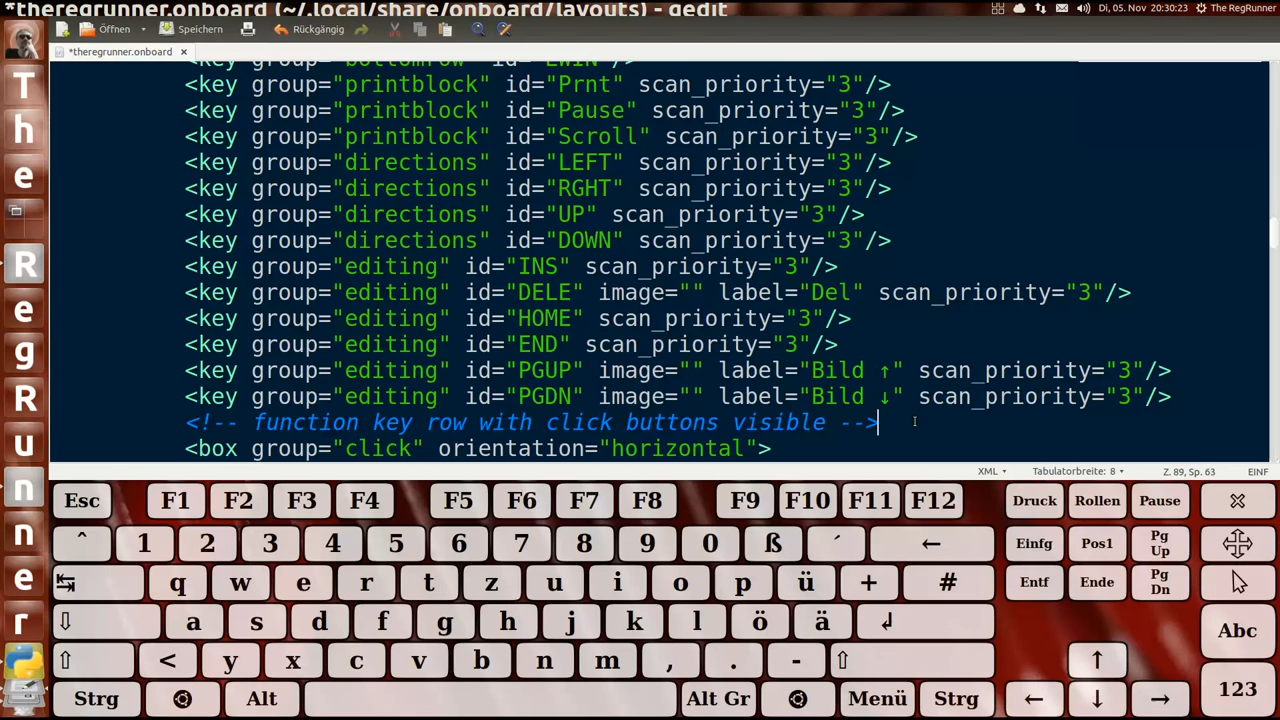 *theregrunner.onboard (~/.local/share/onboard/layouts) - gedit
Di, 05. Nov 20:30:23 The RegRunner
Öffnen Speichern Rückgängig
*theregrunner.onboard ×
<key group="bottomrow" id="LWIN"/>
<key group="printblock" id="Prnt" scan_priority="3"/>
<key group="printblock" id="Pause" scan_priority="3"/>
<key group="printblock" id="Scroll" scan_priority="3"/>
<key group="directions" id="LEFT" scan_priority="3"/>
<key group="directions" id="RGHT" scan_priority="3"/>
<key group="directions" id="UP" scan_priority="3"/>
<key group="directions" id="DOWN" scan_priority="3"/>
<key group="editing" id="INS" scan_priority="3"/>
<key group="editing" id="DELE" image="" label="Del" scan_priority="3"/>
<key group="editing" id="HOME" scan_priority="3"/>
<key group="editing" id="END" scan_priority="3"/>
<key group="editing" id="PGUP" image="" label="Bild ↑" scan_priority="3"/>
<key group="editing" id="PGDN" image="" label="Bild ↓" scan_priority="3"/>
<!-- function key row with click buttons visible -->
<box group="click" orientation="horizontal">
XML Tabulatorbreite: 8 Z. 89, Sp. 63 EINF
T
h
e
R
e
g
R
u
n
n
e
r
Esc F1 F2 F3 F4 F5 F6 F7 F8 F9 F10 F11 F12 Druck Rollen Pause
^ 1 2 3 4 5 6 7 8 9 0 ß ´ ← Einfg Pos1 Pg Up
↹ q w e r t z u i o p ü + # Entf Ende Pg Dn
⇩ a s d f g h j k l ö ä ↲ Abc
⇧ < y x c v b n m , . - ⇧ ↑
Strg Alt Alt Gr Menü Strg ← ↓ → 123